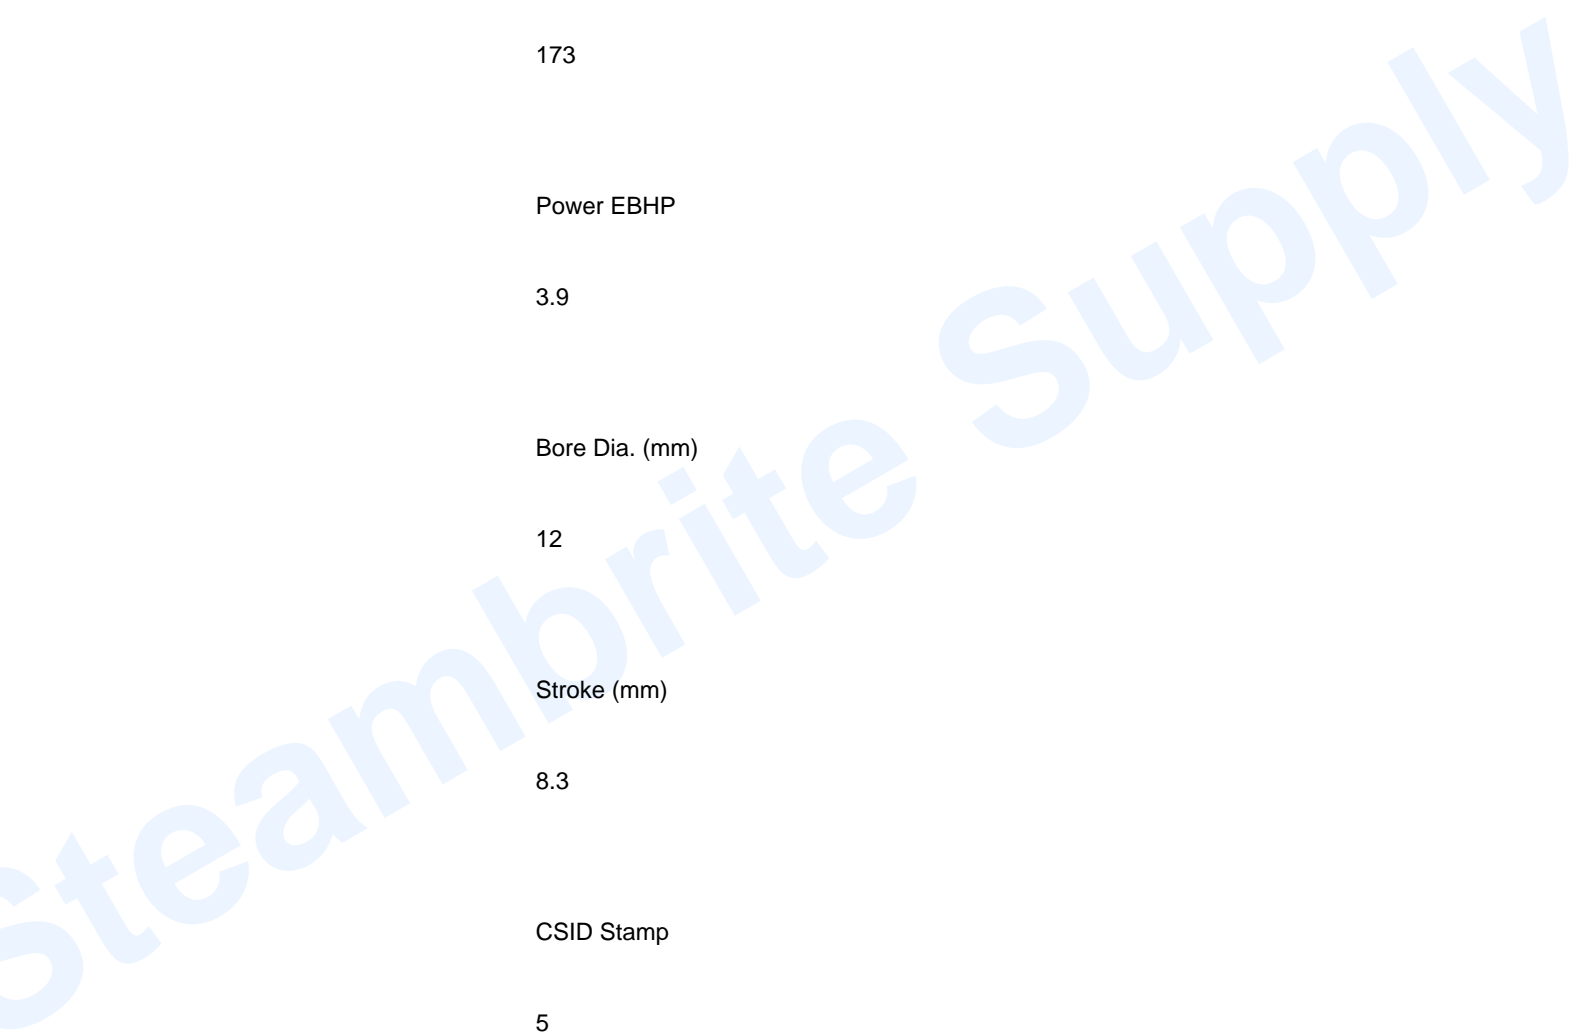 173
Power EBHP
3.9
Bore Dia. (mm)
12
Stroke (mm)
8.3
CSID Stamp
5
Steambrite Supply